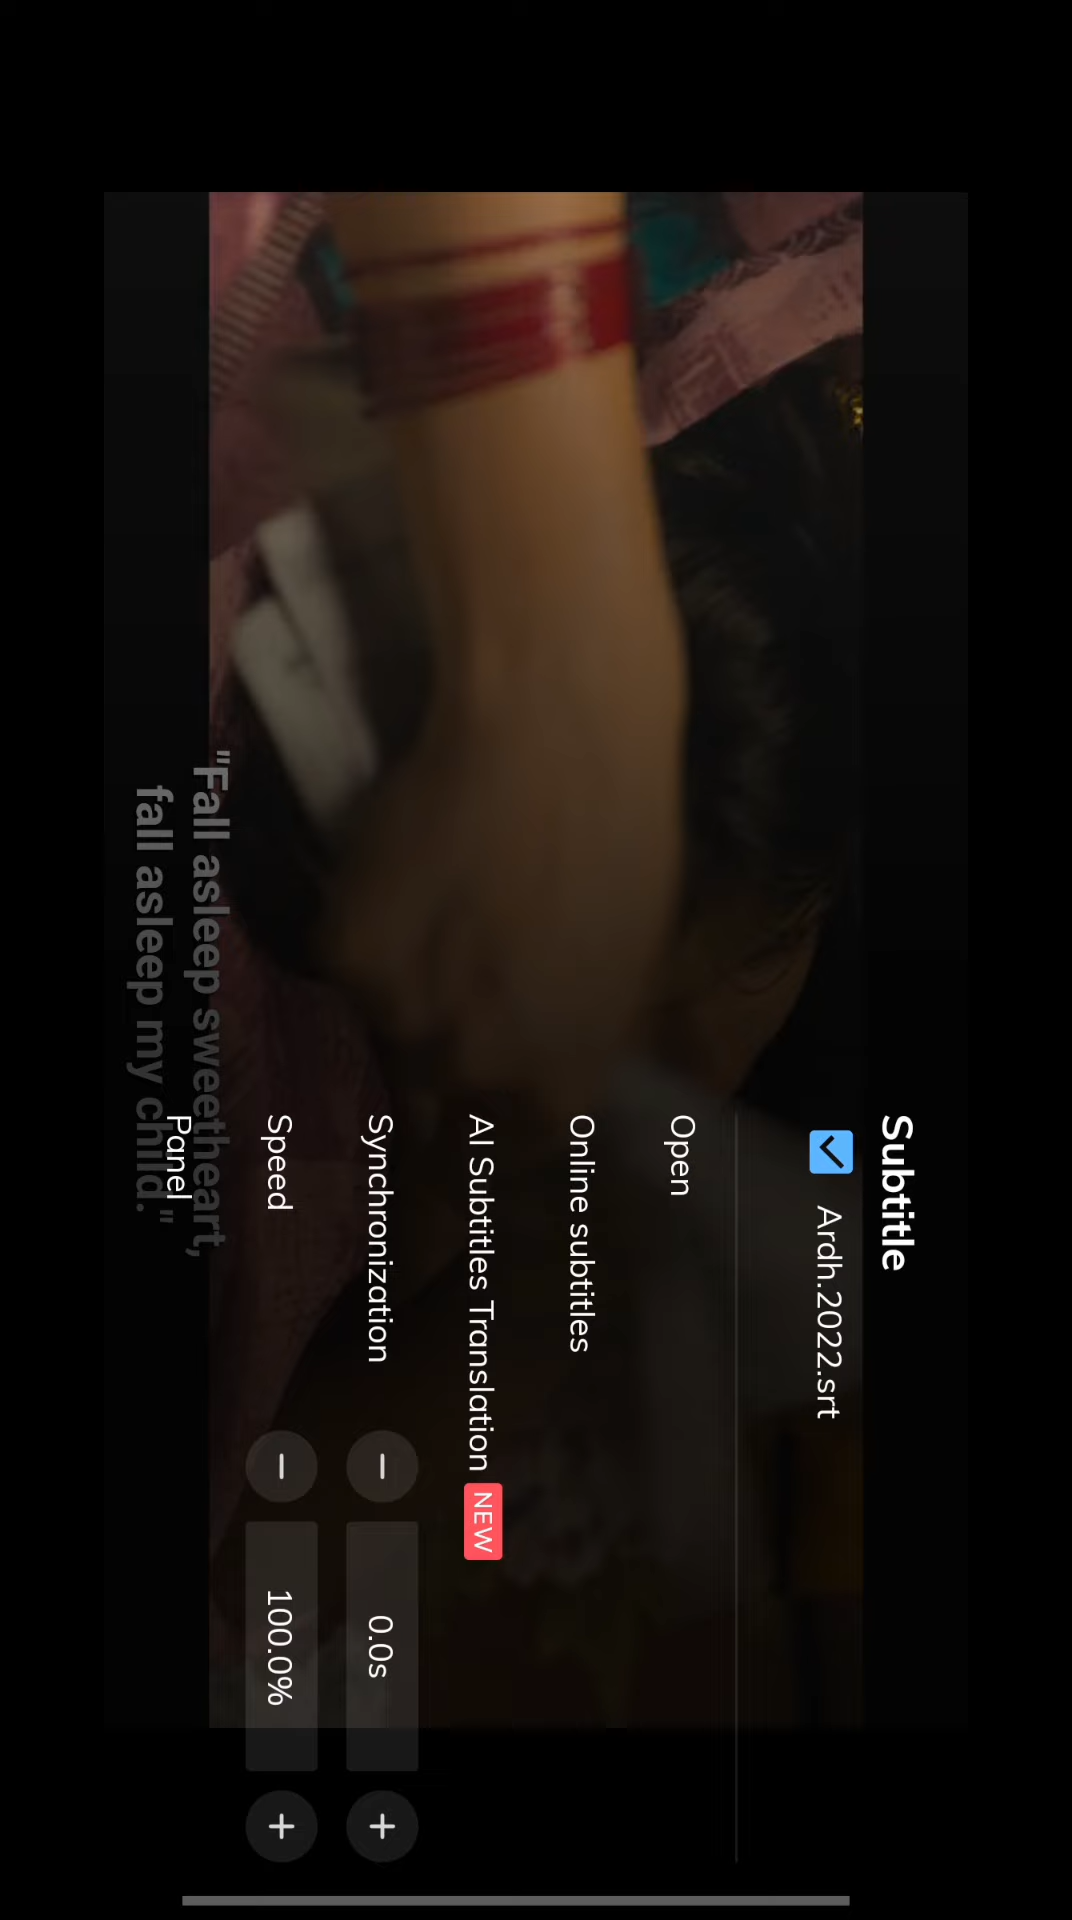 Subtitle
Ardh.2022.srt
Open
Online subtitles
AI Subtitles Translation NEW
Synchronization
0.0s
Speed
100.0%
Panel
"Fall asleep sweetheart,
fall asleep my child."